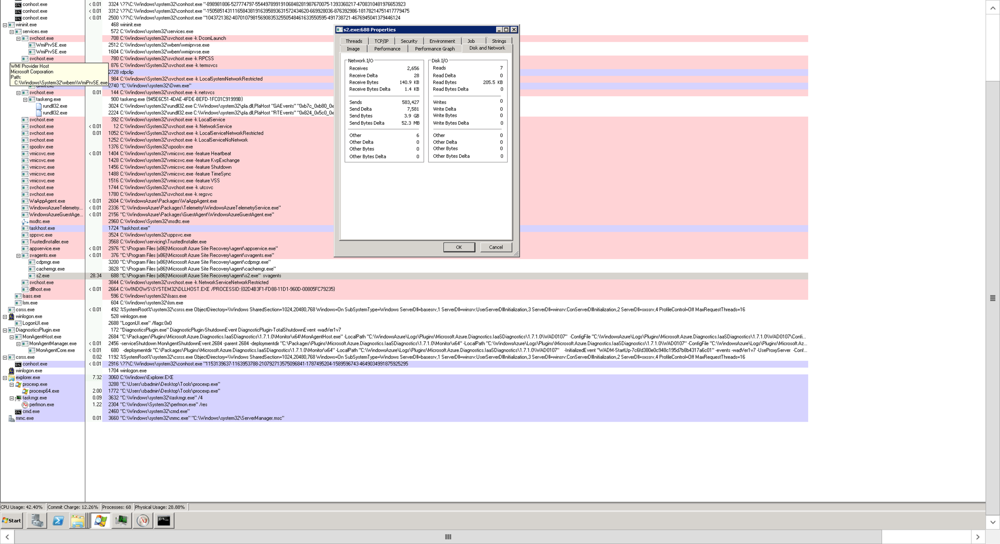 conhost.exe < 0.01 3324 \??\C:\Windows\system32\conhost.exe "-898981806-527774797-554497899191068482819876700​75-1393360217-4708310481976653923
conhost.exe < 0.01 3312 \??\C:\Windows\system32\conhost.exe "-1505851431116584381916395893631572434620-669928036-876392986-18178214751417779475
conhost.exe < 0.01 2500 \??\C:\Windows\system32\conhost.exe "1043721382-407010798156908353255054846163355​0595-491738721-4676945041379446124
wininit.exe 468 wininit.exe
services.exe 572 C:\Windows\system32\services.exe
svchost.exe 708 C:\Windows\system32\svchost.exe -k DcomLaunch
WmiPrvSE.exe 2512 C:\Windows\system32\wbem\wmiprvse.exe
WmiPrvSE.exe 1604 C:\Windows\system32\wbem\wmiprvse.exe
svchost.exe 780 C:\Windows\system32\svchost.exe -k RPCSS
WMI Provider Host
Microsoft Corporation
Path:
C:\Windows\System32\wbem\WmiPrvSE.exe
876 C:\Windows\System32\svchost.exe -k termsvcs
2728 rdpclip
984 C:\Windows\System32\svchost.exe -k LocalSystemNetworkRestricted
2740 "C:\Windows\system32\Dwm.exe"
svchost.exe 0.01 144 C:\Windows\system32\svchost.exe -k netsvcs
taskeng.exe 900 taskeng.exe {945E6C51-4DAE-4FDE-BEFD-1FC01C91999B}
rundll32.exe 3024 C:\Windows\system32\rundll32.exe C:\Windows\system32\pla.dll,PlaHost "GAEvents" "0xb7c_0xb80_0x
rundll32.exe 2224 C:\Windows\system32\rundll32.exe C:\Windows\system32\pla.dll,PlaHost "RTEvents" "0x824_0x5c0_0x
svchost.exe 392 C:\Windows\system32\svchost.exe -k LocalService
svchost.exe < 0.01 12 C:\Windows\System32\svchost.exe -k NetworkService
svchost.exe 0.01 1052 C:\Windows\system32\svchost.exe -k LocalServiceNetworkRestricted
svchost.exe 1252 C:\Windows\system32\svchost.exe -k LocalServiceNoNetwork
spoolsv.exe 1376 C:\Windows\System32\spoolsv.exe
vmicsvc.exe < 0.01 1404 C:\Windows\system32\vmicsvc.exe -feature Heartbeat
vmicsvc.exe 1428 C:\Windows\system32\vmicsvc.exe -feature KvpExchange
vmicsvc.exe 1456 C:\Windows\system32\vmicsvc.exe -feature Shutdown
vmicsvc.exe 1488 C:\Windows\system32\vmicsvc.exe -feature TimeSync
vmicsvc.exe 1516 C:\Windows\system32\vmicsvc.exe -feature VSS
svchost.exe 1744 C:\Windows\System32\svchost.exe -k utcsvc
svchost.exe 1780 C:\Windows\system32\svchost.exe -k regsvc
WaAppAgent.exe < 0.01 2604 C:\WindowsAzure\Packages\WaAppAgent.exe
WindowsAzureTelemetry... < 0.01 2336 "C:\WindowsAzure\Packages\Telemetry\WindowsAzureTelemetryService.exe"
WindowsAzureGuestAge... < 0.01 2156 "C:\WindowsAzure\Packages\GuestAgent\WindowsAzureGuestAgent.exe"
msdtc.exe 2960 C:\Windows\System32\msdtc.exe
taskhost.exe 1724 "taskhost.exe"
sppsvc.exe 3524 C:\Windows\system32\sppsvc.exe
TrustedInstaller.exe 3568 C:\Windows\servicing\TrustedInstaller.exe
appservice.exe < 0.01 2976 "C:\Program Files (x86)\Microsoft Azure Site Recovery\agent\appservice.exe"
svagents.exe < 0.01 376 "C:\Program Files (x86)\Microsoft Azure Site Recovery\agent\svagents.exe"
cdpmgr.exe 3200 "C:\Program Files (x86)\Microsoft Azure Site Recovery\agent\cdpmgr.exe"
cachemgr.exe 3828 "C:\Program Files (x86)\Microsoft Azure Site Recovery\agent\cachemgr.exe"
s2.exe 28.34 688 "C:\Program Files (x86)\Microsoft Azure Site Recovery\agent\s2.exe" svagents
svchost.exe 3844 C:\Windows\system32\svchost.exe -k NetworkServiceNetworkRestricted
dllhost.exe < 0.01 2664 C:\WINDOWS\SYSTEM32\DLLHOST.EXE /PROCESSID:{02D4B3F1-FD88-11D1-960D-00805FC79235}
lsass.exe 596 C:\Windows\system32\lsass.exe
lsm.exe 604 C:\Windows\system32\lsm.exe
csrss.exe < 0.01 492 %SystemRoot%\system32\csrss.exe ObjectDirectory=\Windows SharedSection=1024,20480,768 Windows=On SubSystemType=Windows ServerDll=basesrv,1 ServerDll=winsrv:UserServerDllInitialization,3 ServerDll=winsrv:ConServerDllInitialization,2 ServerDll=sxssrv,4 ProfileControl=Off MaxRequestThreads=16
winlogon.exe 528 winlogon.exe
LogonUI.exe 2688 "LogonUI.exe" /flags:0x0
DiagnosticsPlugin.exe 172 "DiagnosticsPlugin.exe" DiagnosticPlugin-ShutdownEvent DiagnosticPlugin-TotalShutdownEvent -wadVer1v7
MonAgentHost.exe 2684 "C:\Packages\Plugins\Microsoft.Azure.Diagnostics.IaaSDiagnostics\1.7.1.0\Monitor\x64\MonAgentHost.exe" -LocalPath "C:\WindowsAzure\Logs\Plugins\Microsoft.Azure.Diagnostics.IaaSDiagnostics\1.7.1.0\WAD0107" -ConfigFile "C:\WindowsAzure\Logs\Plugins\Microsoft.Azure.Diagnostics.IaaSDiagnostics\1.7.1.0\WAD0107\Confi...
MonAgentManager.exe < 0.01 2456 -serviceShutdown MonAgentShutdownEvent.2684 -parent 2684 -deploymentdir "C:\Packages\Plugins\Microsoft.Azure.Diagnostics.IaaSDiagnostics\1.7.1.0\Monitor\x64" -LocalPath "C:\WindowsAzure\Logs\Plugins\Microsoft.Azure.Diagnostics.IaaSDiagnostics\1.7.1.0\WAD0107" -ConfigFile "C:\WindowsAzure\Logs\Plugins\Microsoft.Az...
MonAgentCore.exe < 0.01 680 -deploymentdir "C:\Packages\Plugins\Microsoft.Azure.Diagnostics.IaaSDiagnostics\1.7.1.0\Monitor\x64" -LocalPath "C:\WindowsAzure\Logs\Plugins\Microsoft.Azure.Diagnostics.IaaSDiagnostics\1.7.1.0\WAD0107" -InitializedEvent "WADM-StartUp-7c6fd380e0c948c195d7b8b4317a6c01" -events -wadVer1v7 -UseProxyServer -Conf...
csrss.exe 0.02 1192 %SystemRoot%\system32\csrss.exe ObjectDirectory=\Windows SharedSection=1024,20480,768 Windows=On SubSystemType=Windows ServerDll=basesrv,1 ServerDll=winsrv:UserServerDllInitialization,3 ServerDll=winsrv:ConServerDllInitialization,2 ServerDll=sxssrv,4 ProfileControl=Off MaxRequestThreads=16
conhost.exe < 0.01 2916 \??\C:\Windows\system32\conhost.exe "1153139637-1163953788-210792713575096841-1787495204-1589596743-4649034991875925295
winlogon.exe 1704 winlogon.exe
explorer.exe 7.32 3060 C:\Windows\Explorer.EXE
procexp.exe 3288 "C:\Users\sbadmin\Desktop\Tools\procexp.exe"
procexp64.exe 2.00 1772 "C:\Users\sbadmin\Desktop\Tools\procexp.exe"
taskmgr.exe 0.09 3632 "C:\Windows\system32\taskmgr.exe" /4
perfmon.exe 1.22 2304 "C:\Windows\System32\perfmon.exe" /res
cmd.exe 2460 "C:\Windows\system32\cmd.exe"
mmc.exe 0.01 3660 "C:\Windows\system32\mmc.exe" "C:\Windows\system32\ServerManager.msc"
s2.exe:688 Properties
Threads TCP/IP Security Environment Job Strings
Image Performance Performance Graph Disk and Network
Network I/O
Receives 2,656
Receive Delta 28
Receive Bytes 140.9 KB
Receive Bytes Delta 1.4 KB
Sends 583,427
Send Delta 7,581
Send Bytes 3.9 GB
Send Bytes Delta 52.3 MB
Other 6
Other Delta 0
Other Bytes 0
Other Bytes Delta 0
Disk I/O
Reads 7
Read Delta 0
Read Bytes 205.5 KB
Read Bytes Delta 0
Writes 0
Write Delta 0
Write Bytes 0
Write Bytes Delta 0
Other 0
Other Delta 0
Other Bytes 0
Other Bytes Delta 0
OK Cancel
CPU Usage: 42.40% Commit Charge: 12.26% Processes: 68 Physical Usage: 28.88%
Start